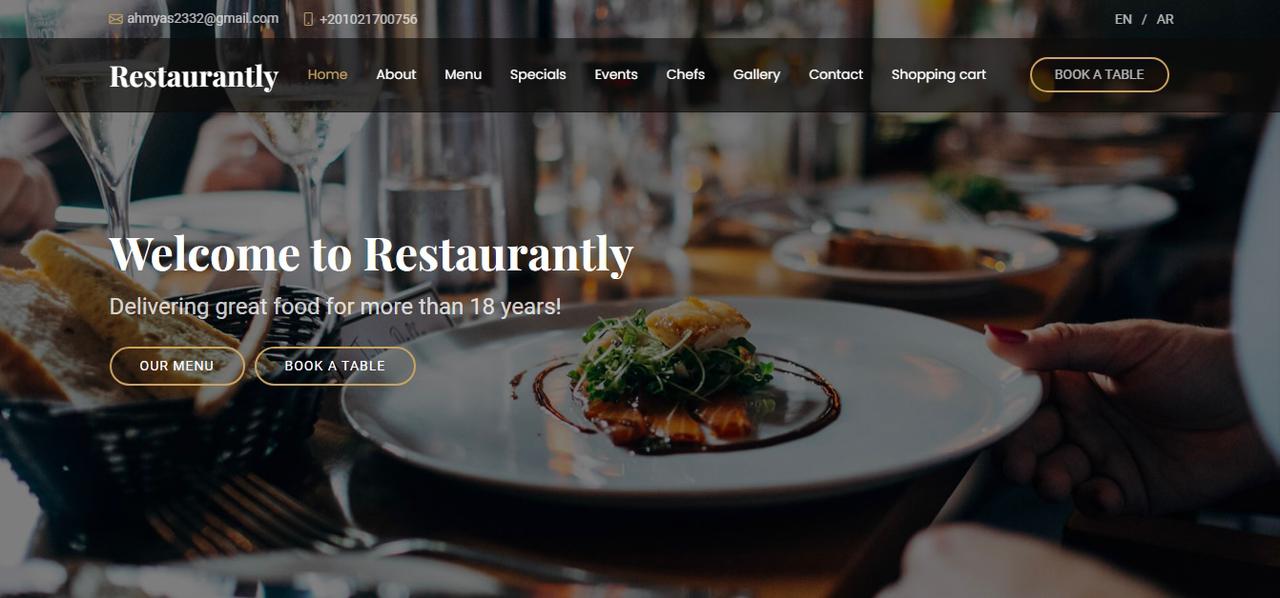 ahmyas2332@gmail.com +201021700756 EN / AR
Restaurantly Home About Menu Specials Events Chefs Gallery Contact Shopping cart BOOK A TABLE
Welcome to Restaurantly
Delivering great food for more than 18 years!
OUR MENU BOOK A TABLE